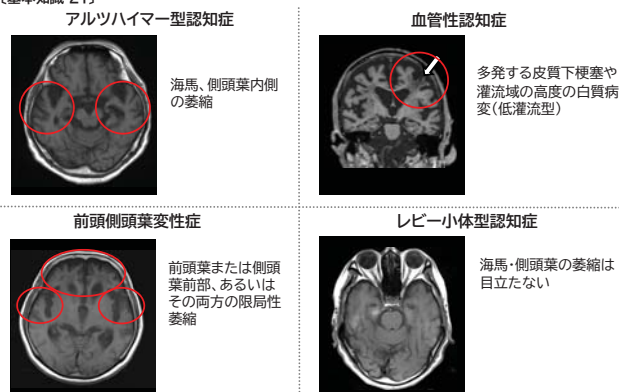 アルツハイマー型認知症
海馬、側頭葉内側
の萎縮
血管性認知症
多発する皮質下梗塞や
灌流域の高度の白質病
変(低灌流型)
前頭側頭葉変性症
前頭葉または側頭
葉前部、あるいは
その両方の限局性
萎縮
レビー小体型認知症
海馬・側頭葉の萎縮は
目立たない